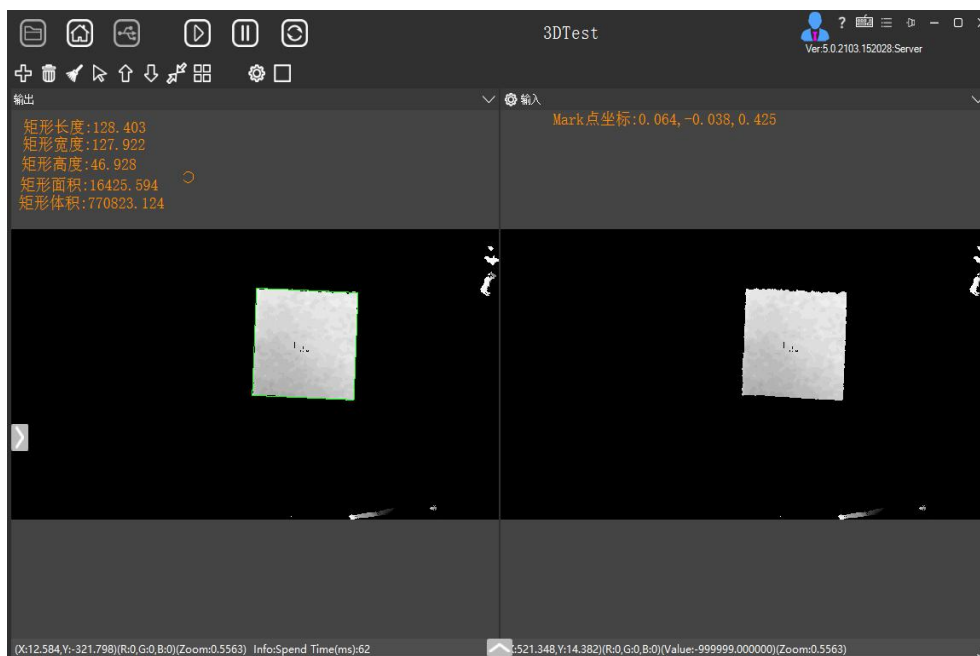 3DTest
?
Ver:5.0.2103.152028:Server
输出
输入
矩形长度:128.403
矩形宽度:127.922
矩形高度:46.928
矩形面积:16425.594
矩形体积:770823.124
Mark点坐标:0.064,-0.038,0.425
(X:12.584,Y:-321.798)(R:0,G:0,B:0)(Zoom:0.5563) Info:Spend Time(ms):62
:521.348,Y:14.382)(R:0,G:0,B:0)(Value:-999999.000000)(Zoom:0.5563)